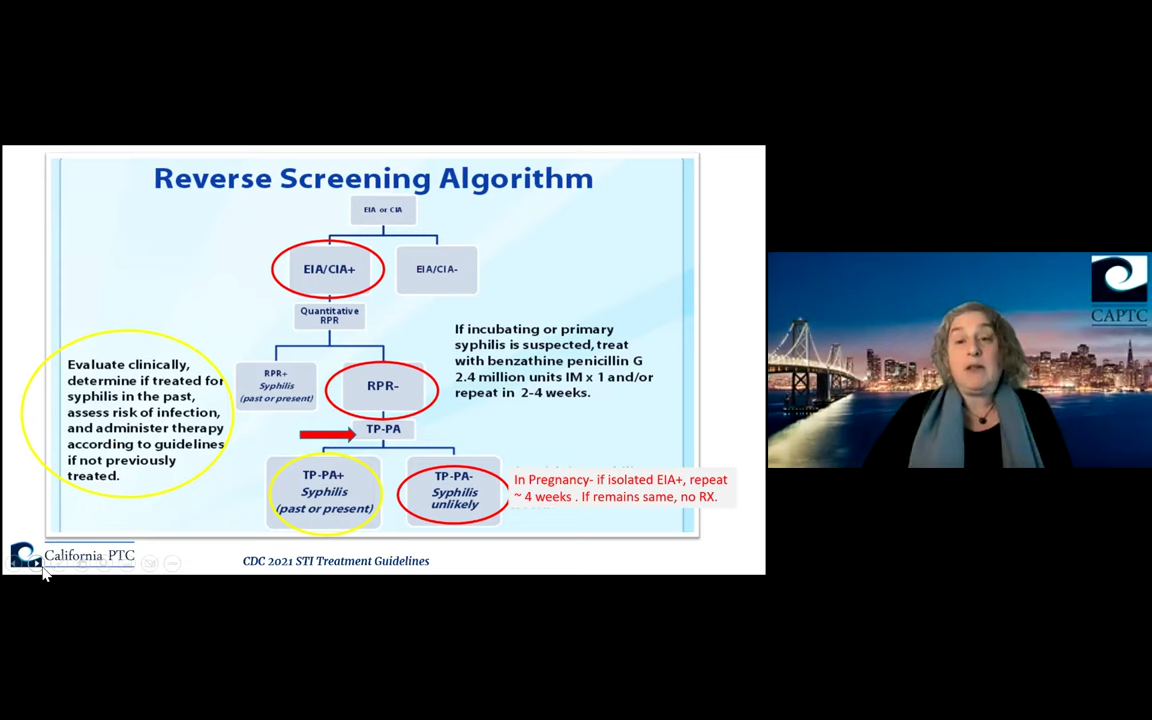 Reverse Screening Algorithm
EIA or CIA
EIA/CIA+
EIA/CIA-
Quantitative
RPR
If incubating or primary
syphilis is suspected, treat
with benzathine penicillin G
2.4 million units IM x 1 and/or
repeat in 2-4 weeks.
Evaluate clinically,
determine if treated for
syphilis in the past,
assess risk of infection,
and administer therapy
according to guidelines
if not previously
treated.
RPR+
Syphilis
(past or present)
RPR-
TP-PA
TP-PA+
Syphilis
(past or present)
TP-PA-
Syphilis
unlikely
In Pregnancy- if isolated EIA+, repeat
~ 4 weeks . If remains same, no RX.
California PTC
CDC 2021 STI Treatment Guidelines
CAPTC